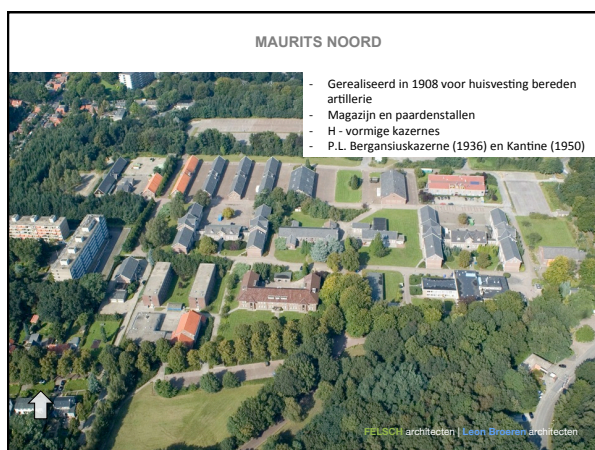 MAURITS NOORD
- Gerealiseerd in 1908 voor huisvesting bereden
artillerie
- Magazijn en paardenstallen
- H - vormige kazernes
- P.L. Bergansiuskazerne (1936) en Kantine (1950)
FELSCH architecten | Leon Broeren architecten